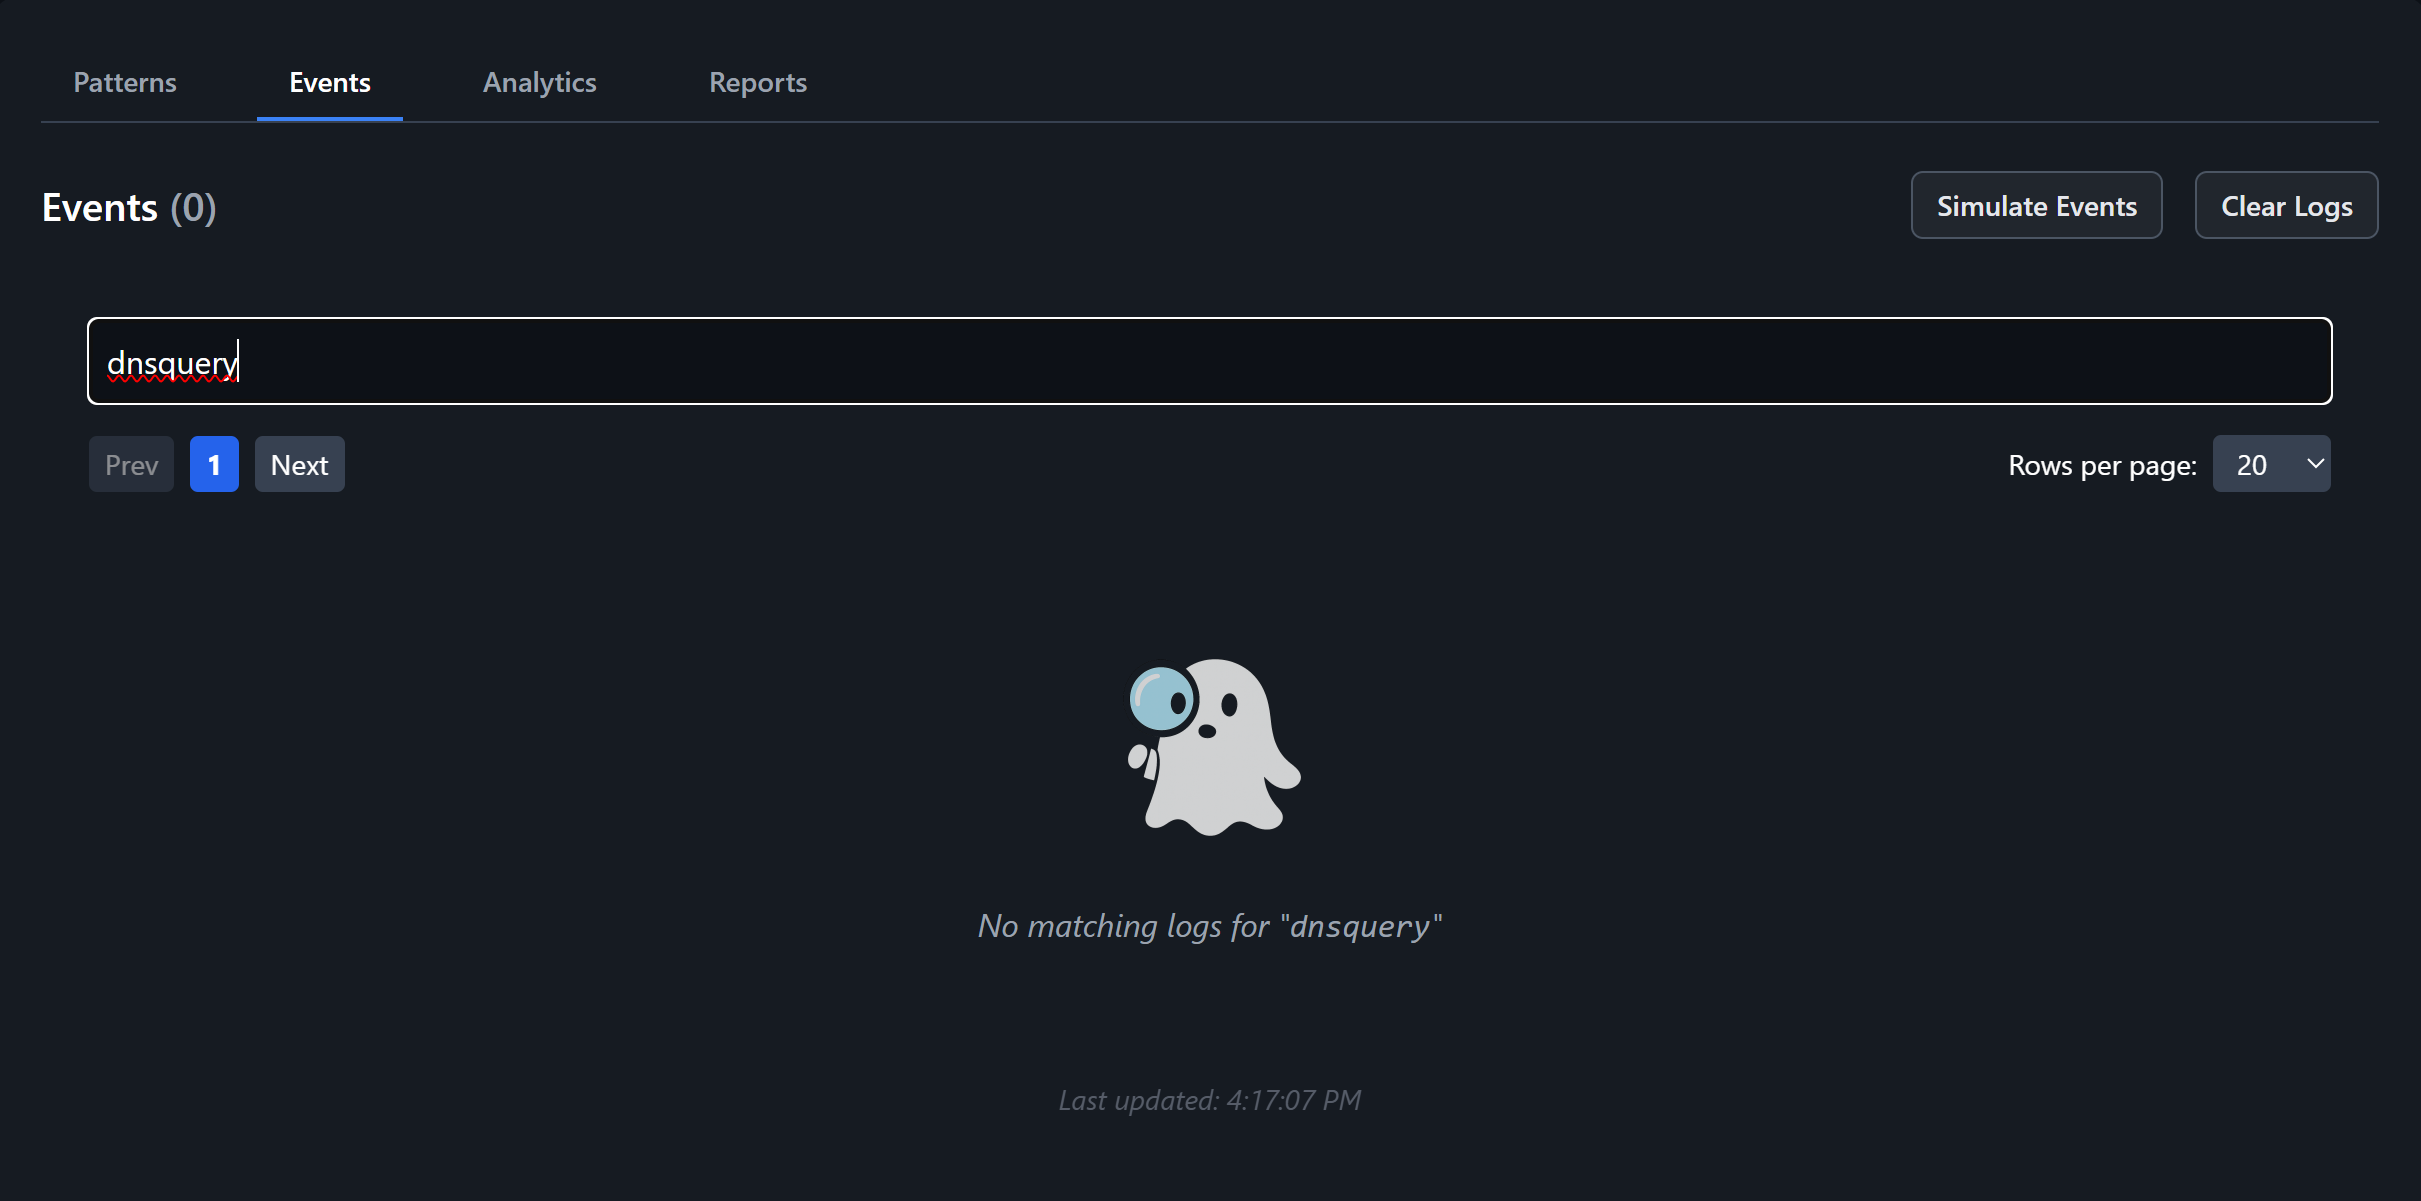 Patterns Events Analytics Reports
Events (0) Simulate Events Clear Logs
dnsquery
Prev 1 Next Rows per page: 20
No matching logs for "dnsquery"
Last updated: 4:17:07 PM